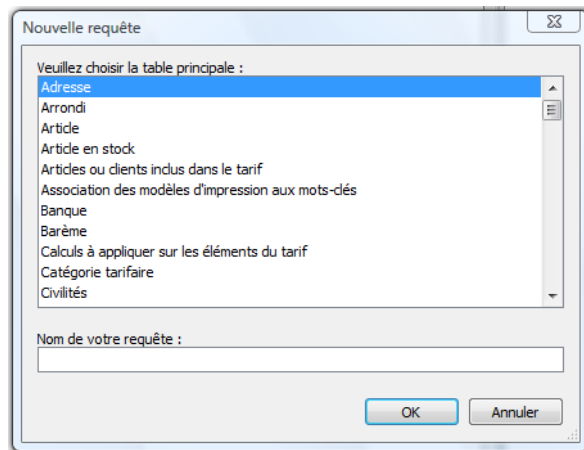 Nouvelle requête
Veuillez choisir la table principale :
Adresse
Arrondi
Article
Article en stock
Articles ou clients inclus dans le tarif
Association des modèles d'impression aux mots-clés
Banque
Barème
Calculs à appliquer sur les éléments du tarif
Catégorie tarifaire
Civilités
Nom de votre requête :
OK
Annuler